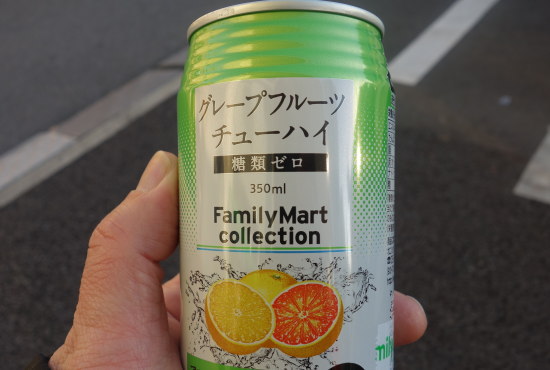 グレープフルーツ
チューハイ
糖類ゼロ
350ml
FamilyMart
collection